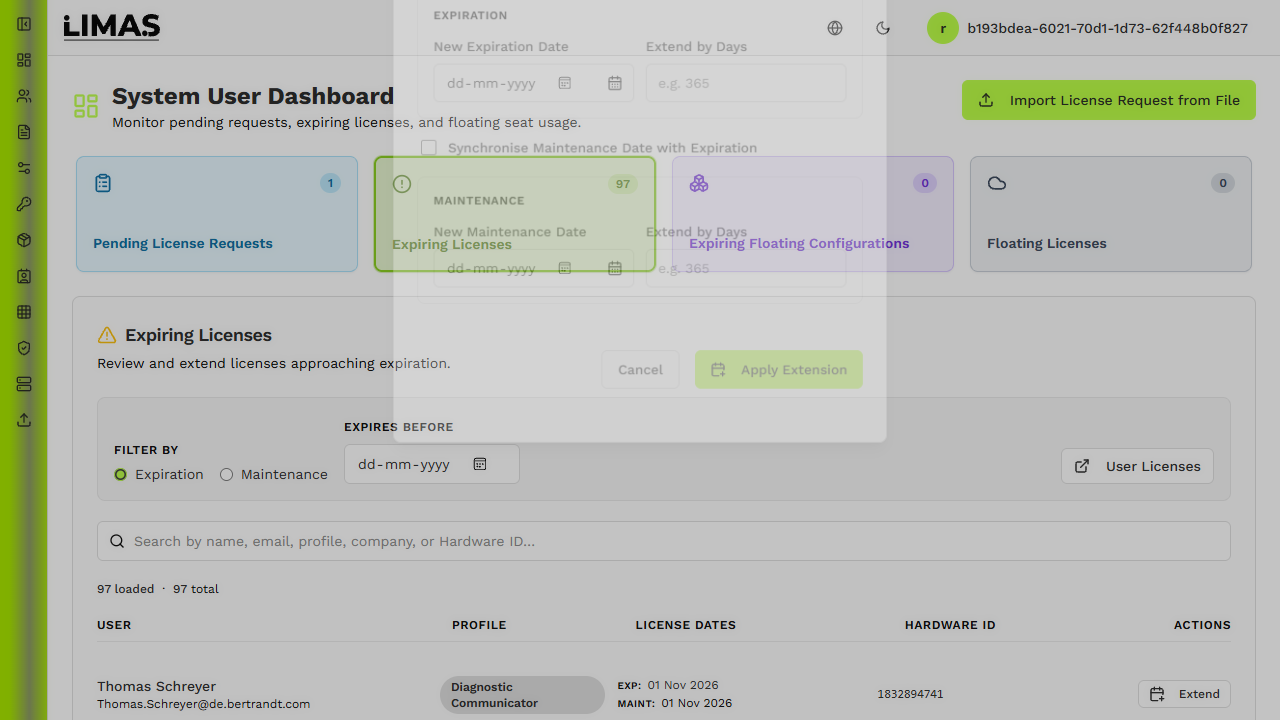 LIMAS
r
b193bdea-6021-70d1-1d73-62f448b0f827
EXPIRATION
New Expiration Date
Extend by Days
dd-mm-yyyy
e.g. 365
Synchronise Maintenance Date with Expiration
MAINTENANCE
New Maintenance Date
Extend by Days
dd-mm-yyyy
e.g. 365
Cancel
Apply Extension
System User Dashboard
Monitor pending requests, expiring licenses, and floating seat usage.
Import License Request from File
1
Pending License Requests
97
Expiring Licenses
0
Expiring Floating Configurations
0
Floating Licenses
Expiring Licenses
Review and extend licenses approaching expiration.
FILTER BY
Expiration
Maintenance
EXPIRES BEFORE
dd-mm-yyyy
User Licenses
Search by name, email, profile, company, or Hardware ID...
97 loaded · 97 total
USER PROFILE LICENSE DATES HARDWARE ID ACTIONS
Thomas Schreyer
Thomas.Schreyer@de.bertrandt.com
Diagnostic
Communicator
EXP: 01 Nov 2026
MAINT: 01 Nov 2026
1832894741
Extend